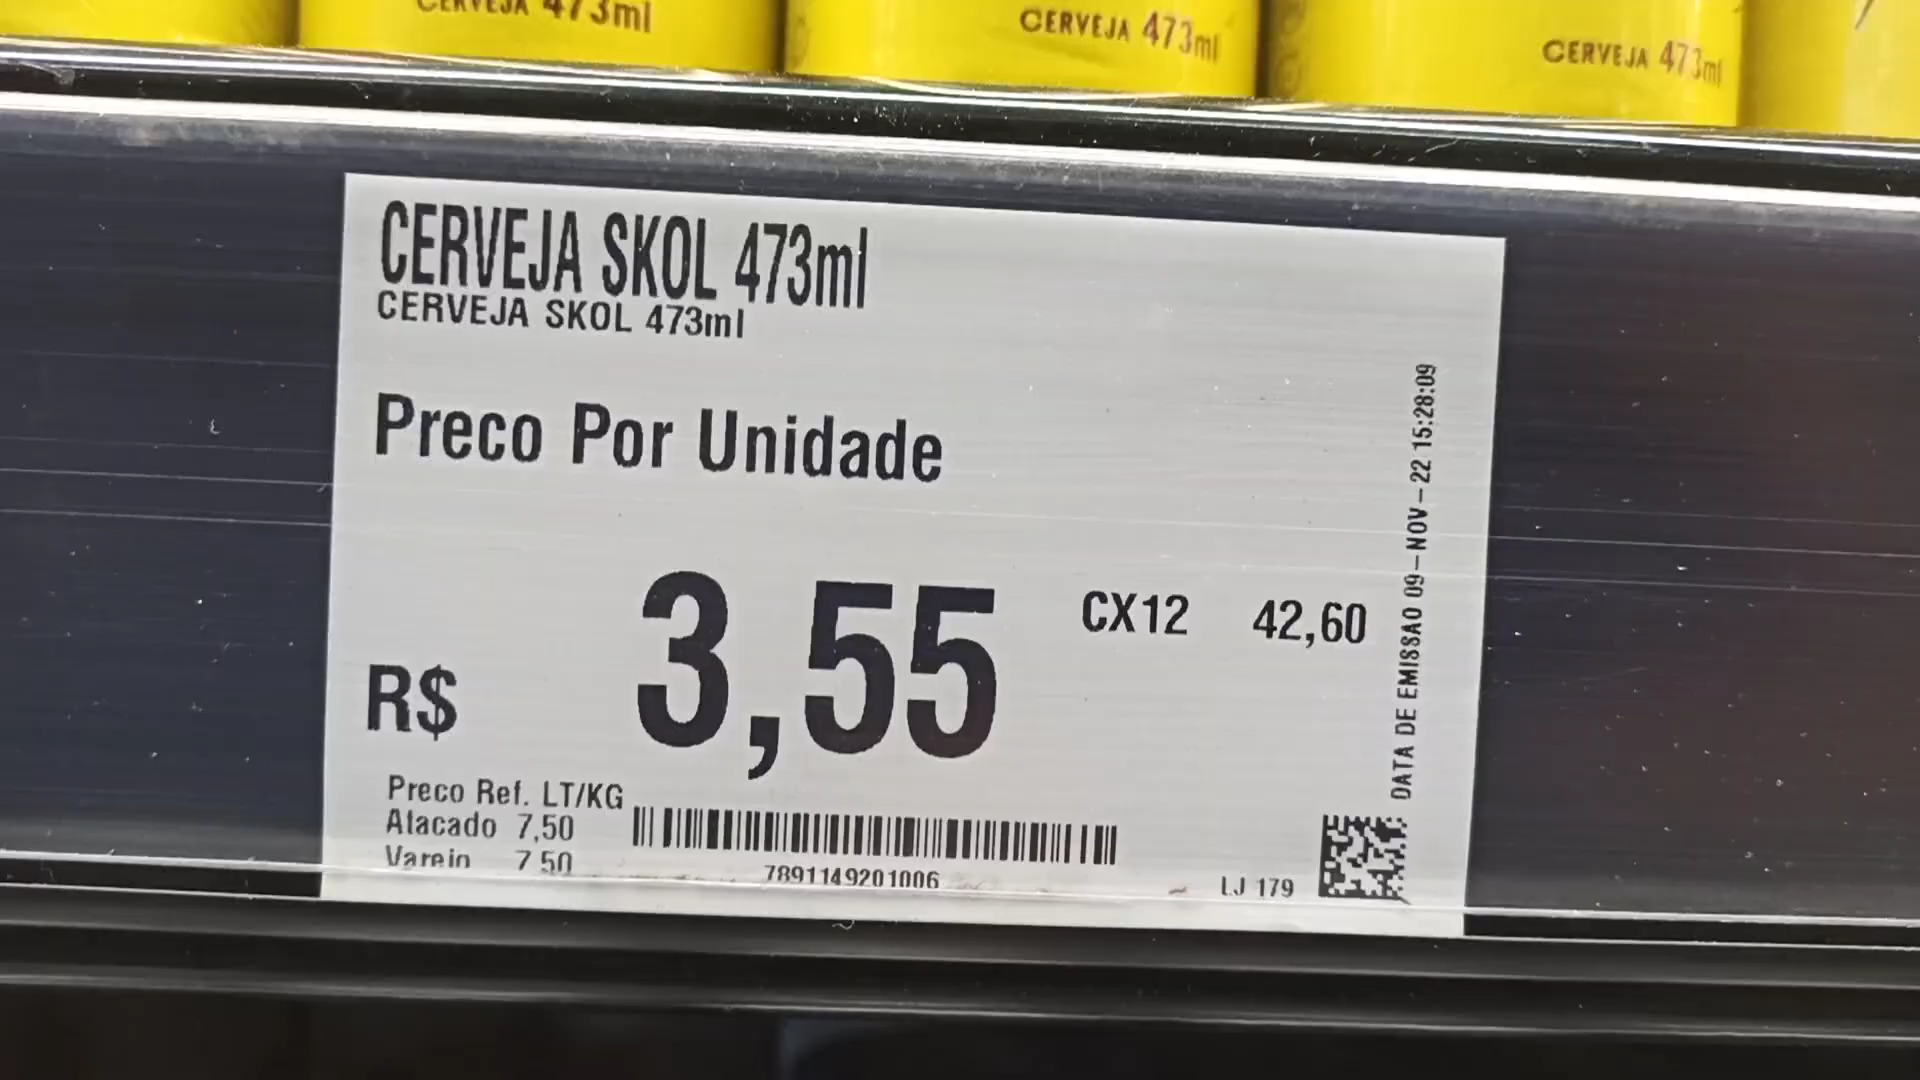 CERVEJA 473ml
CERVEJA 473ml
CERVEJA 473ml
CERVEJA SKOL 473ml
CERVEJA SKOL 473ml
Preco Por Unidade
R$ 3,55
CX12 42,60
Preco Ref. LT/KG
Atacado 7,50
Varejo 7,50
7891149201006
LJ 179
DATA DE EMISSAO 09-NOV-22 15:28:09